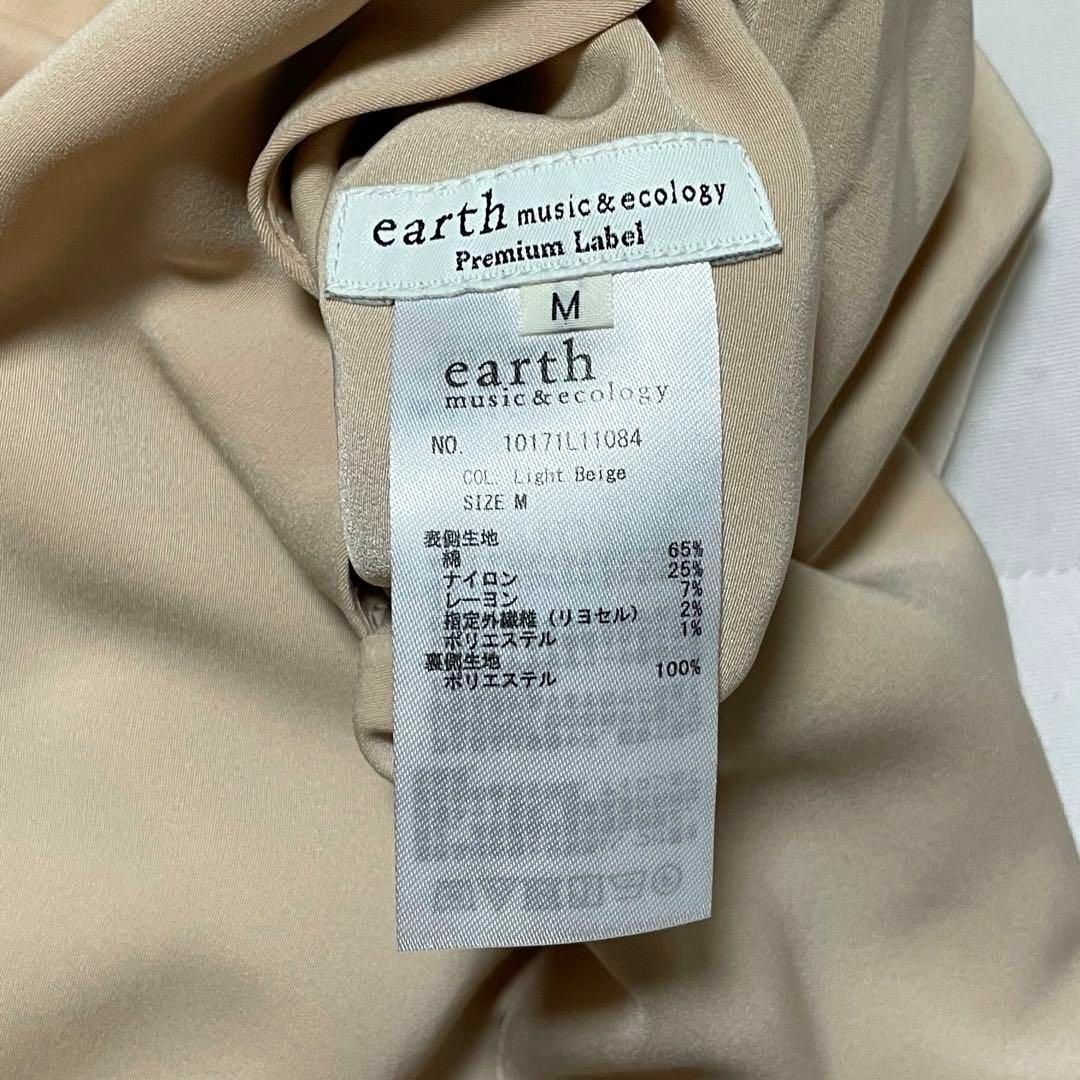 earth music&ecology
Premium Label
M
earth
music&ecology
NO. 10171L11084
COL. Light Beige
SIZE M
表側生地
綿 65%
ナイロン 25%
レーヨン 7%
指定外繊維(リヨセル) 2%
ポリエステル 1%
裏側生地
ポリエステル 100%